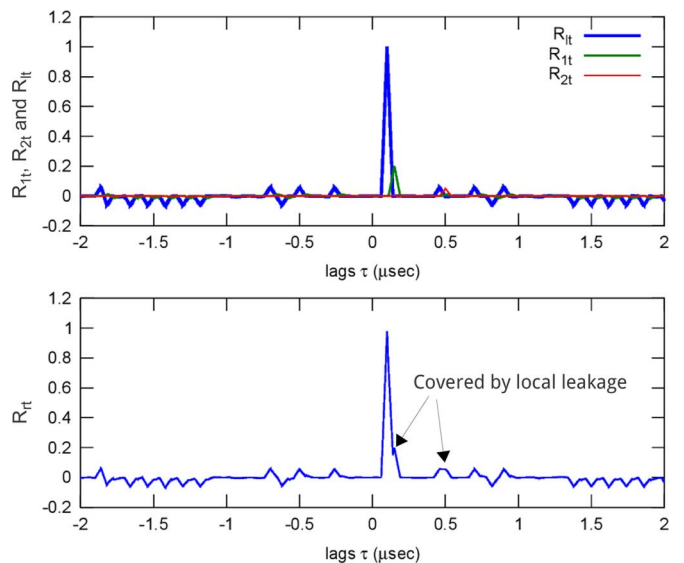 1.2
1
0.8
0.6
0.4
0.2
0
-0.2
R1t, R2t and Rlt
Rlt
R1t
R2t
-2 -1.5 -1 -0.5 0 0.5 1 1.5 2
lags τ (μsec)
1.2
1
0.8
0.6
0.4
0.2
0
-0.2
Rrt
Covered by local leakage
-2 -1.5 -1 -0.5 0 0.5 1 1.5 2
lags τ (μsec)